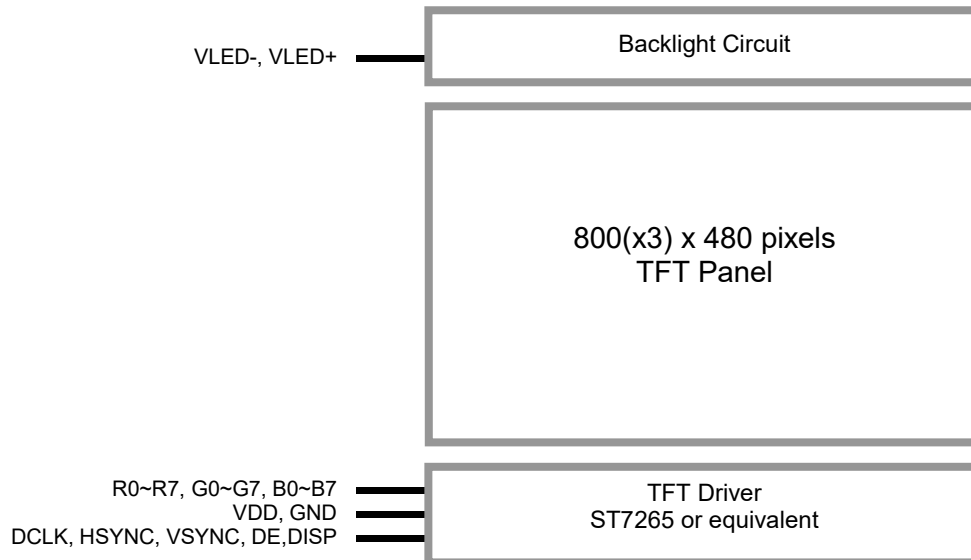 Backlight Circuit
VLED-, VLED+
800(x3) x 480 pixels
TFT Panel
R0~R7, G0~G7, B0~B7
VDD, GND
DCLK, HSYNC, VSYNC, DE,DISP
TFT Driver
ST7265 or equivalent